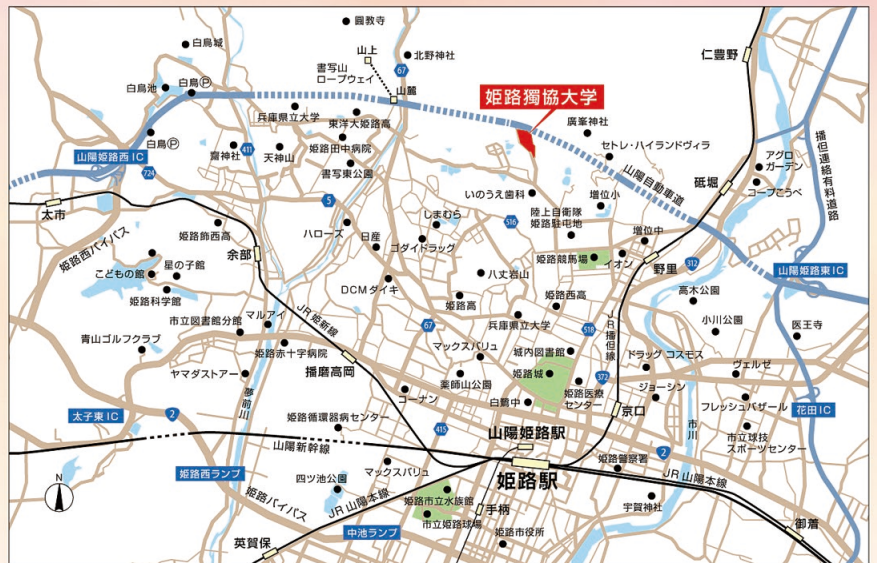 圓教寺
白鳥城
山上
北野神社
仁豊野
書写山
ロープウェイ
67
山麓
白鳥池
白鳥Ⓟ
姫路獨協大学
兵庫県立大学
東洋大姫路高
廣峯神社
白鳥Ⓟ
姫路田中病院
セトレ・ハイランドヴィラ
411
齋神社
天神山
書写東公園
山陽姫路西IC
724
山陽自動車道
アグロ
ガーデン
砥堀
コープこうべ
播但連絡有料道路
太市
5
いのうえ歯科
516
陸上自衛隊
姫路駐屯地
増位小
姫路飾西高
ハローズ
しまむら
増位中
姫路西バイパス
余部
日産
ゴダイドラッグ
姫路競馬場
イオン
野里
312
山陽姫路東IC
こどもの館
星の子館
八丈岩山
姫路科学館
DCMダイキ
姫路高
姫路西高
高木公園
JR姫新線
マルアイ
市立図書館分館
67
兵庫県立大学
518
JR播但線
小川公園
医王寺
青山ゴルフクラブ
姫路赤十字病院
マックスバリュ
城内図書館
播磨高岡
ドラッグ コスモス
ヴェルゼ
ヤマダストアー
薬師山公園
姫路城
372
姫路医療
センター
ジョーシン
フレッシュバザール
夢前川
コーナン
白鷺中
京口
花田IC
太子東IC
2
姫路循環器病センター
415
市川
市立球技
スポーツセンター
山陽姫路駅
2
山陽新幹線
姫路西ランプ
マックスバリュ
姫路駅
姫路警察署
JR山陽本線
四ツ池公園
N
姫路バイパス
JR山陽本線
姫路市立水族館
手柄
宇賀神社
市立姫路球場
御着
中池ランプ
英賀保
姫路市役所